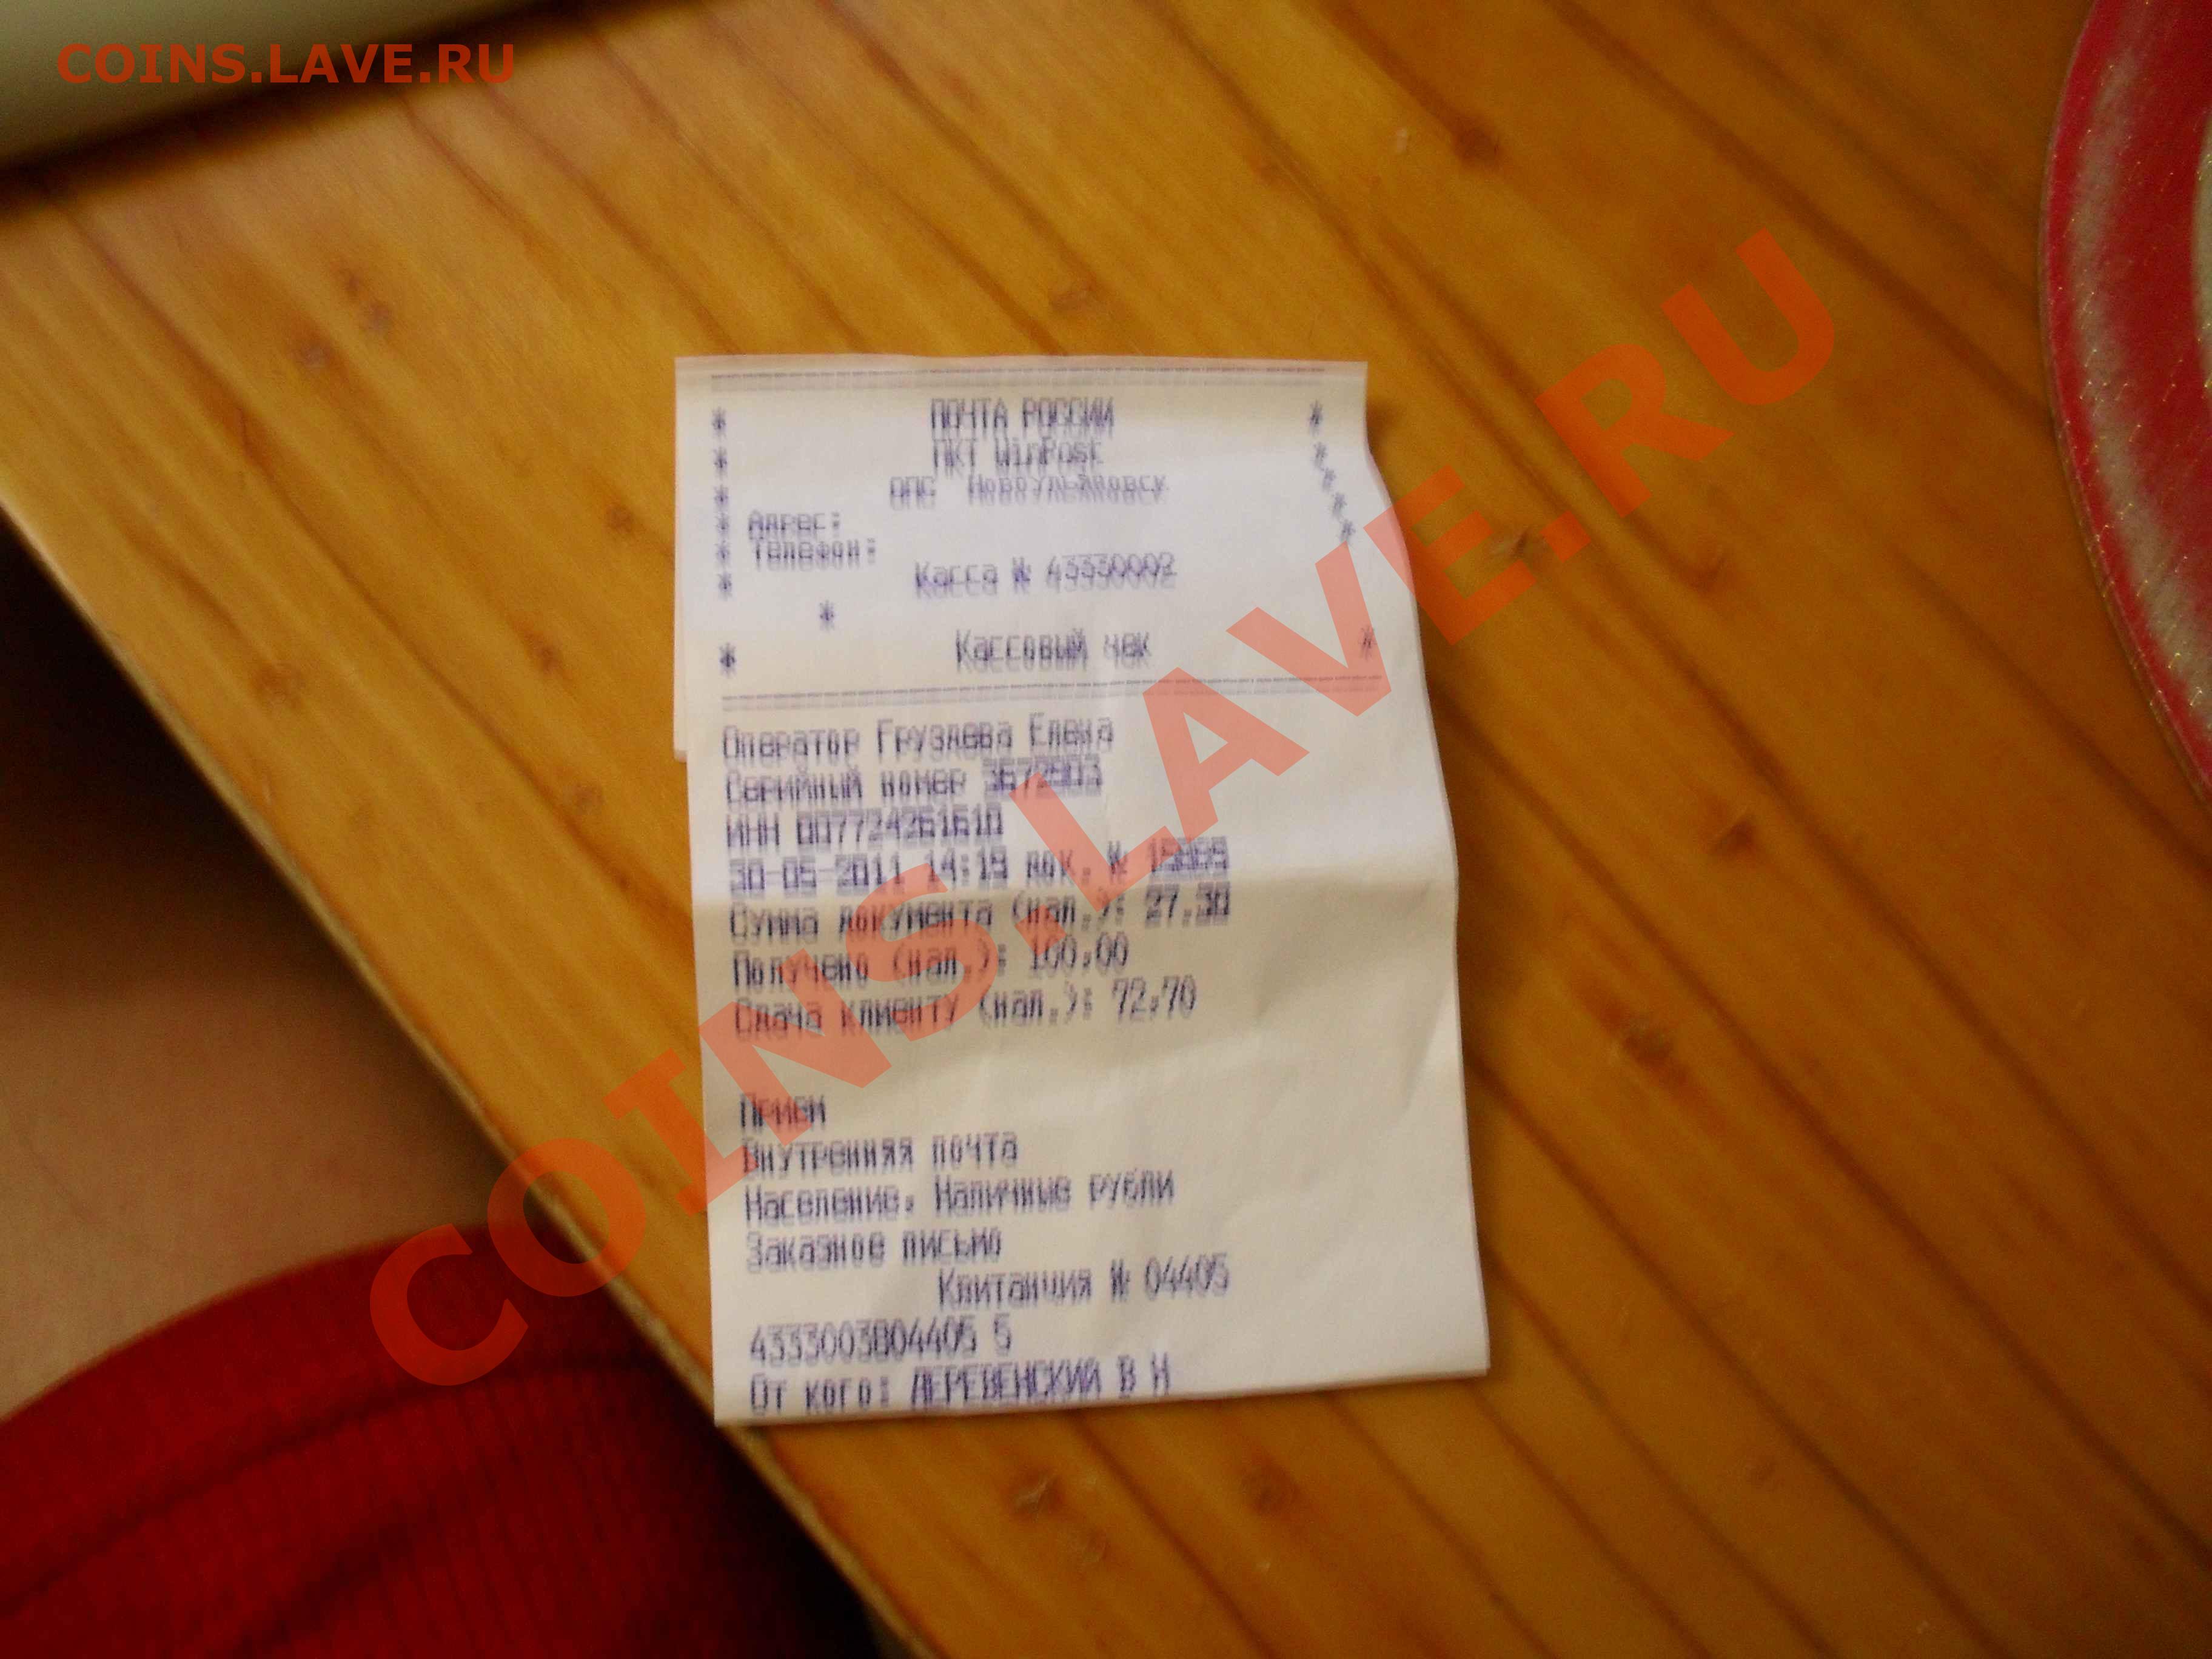 COINS.LAVE.RU
* ПОЧТА РОССИИ *
* ПКТ WinPost *
* ОПС Новоульяновск *
* Адрес: *
* Телефон: *
* Касса № 43330002
*
* Кассовый чек *
Оператор Елена
Серийный номер
ИНН 007724261610
30-05-2011 14:19 док. №
Сумма документа (нал.): 27.30
Получено (нал.): 100.00
Сдача клиенту (нал.): 72.70
Прием
Внутренняя почта
Население, Наличные рубли
Заказное письмо
Квитанция № 04405
4333003804405 5
От кого: ДЕРЕВЕНСКИЙ В Н
COINS.LAVE.RU